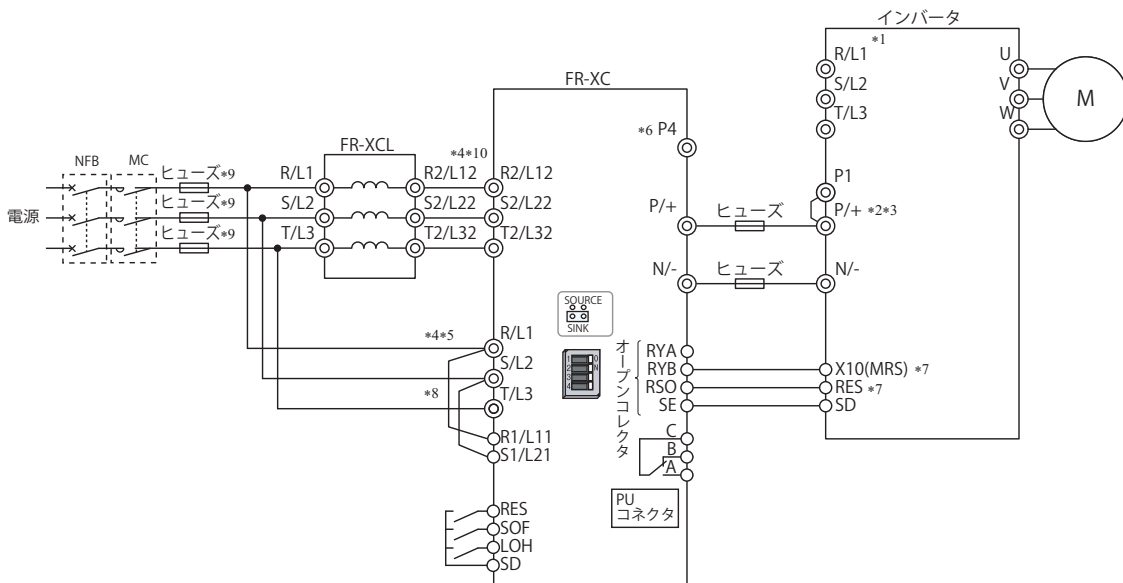 インバータ
*1
R/L1
S/L2
T/L3
U
V
W
M
FR-XC
*6 P4
P1
P/+ *2*3
N/-
FR-XCL
*4*10
NFB
MC
ヒューズ*9
ヒューズ*9
ヒューズ*9
電源
R/L1
S/L2
T/L3
R2/L12
S2/L22
T2/L32
R2/L12
S2/L22
T2/L32
P/+
ヒューズ
N/-
ヒューズ
SOURCE
SINK
1
2
3
4
ON
*4*5
R/L1
S/L2
*8
T/L3
R1/L11
S1/L21
オープンコレクタ
RYA
RYB
RSO
SE
X10(MRS) *7
RES *7
SD
C
B
A
PU
コネクタ
RES
SOF
LOH
SD